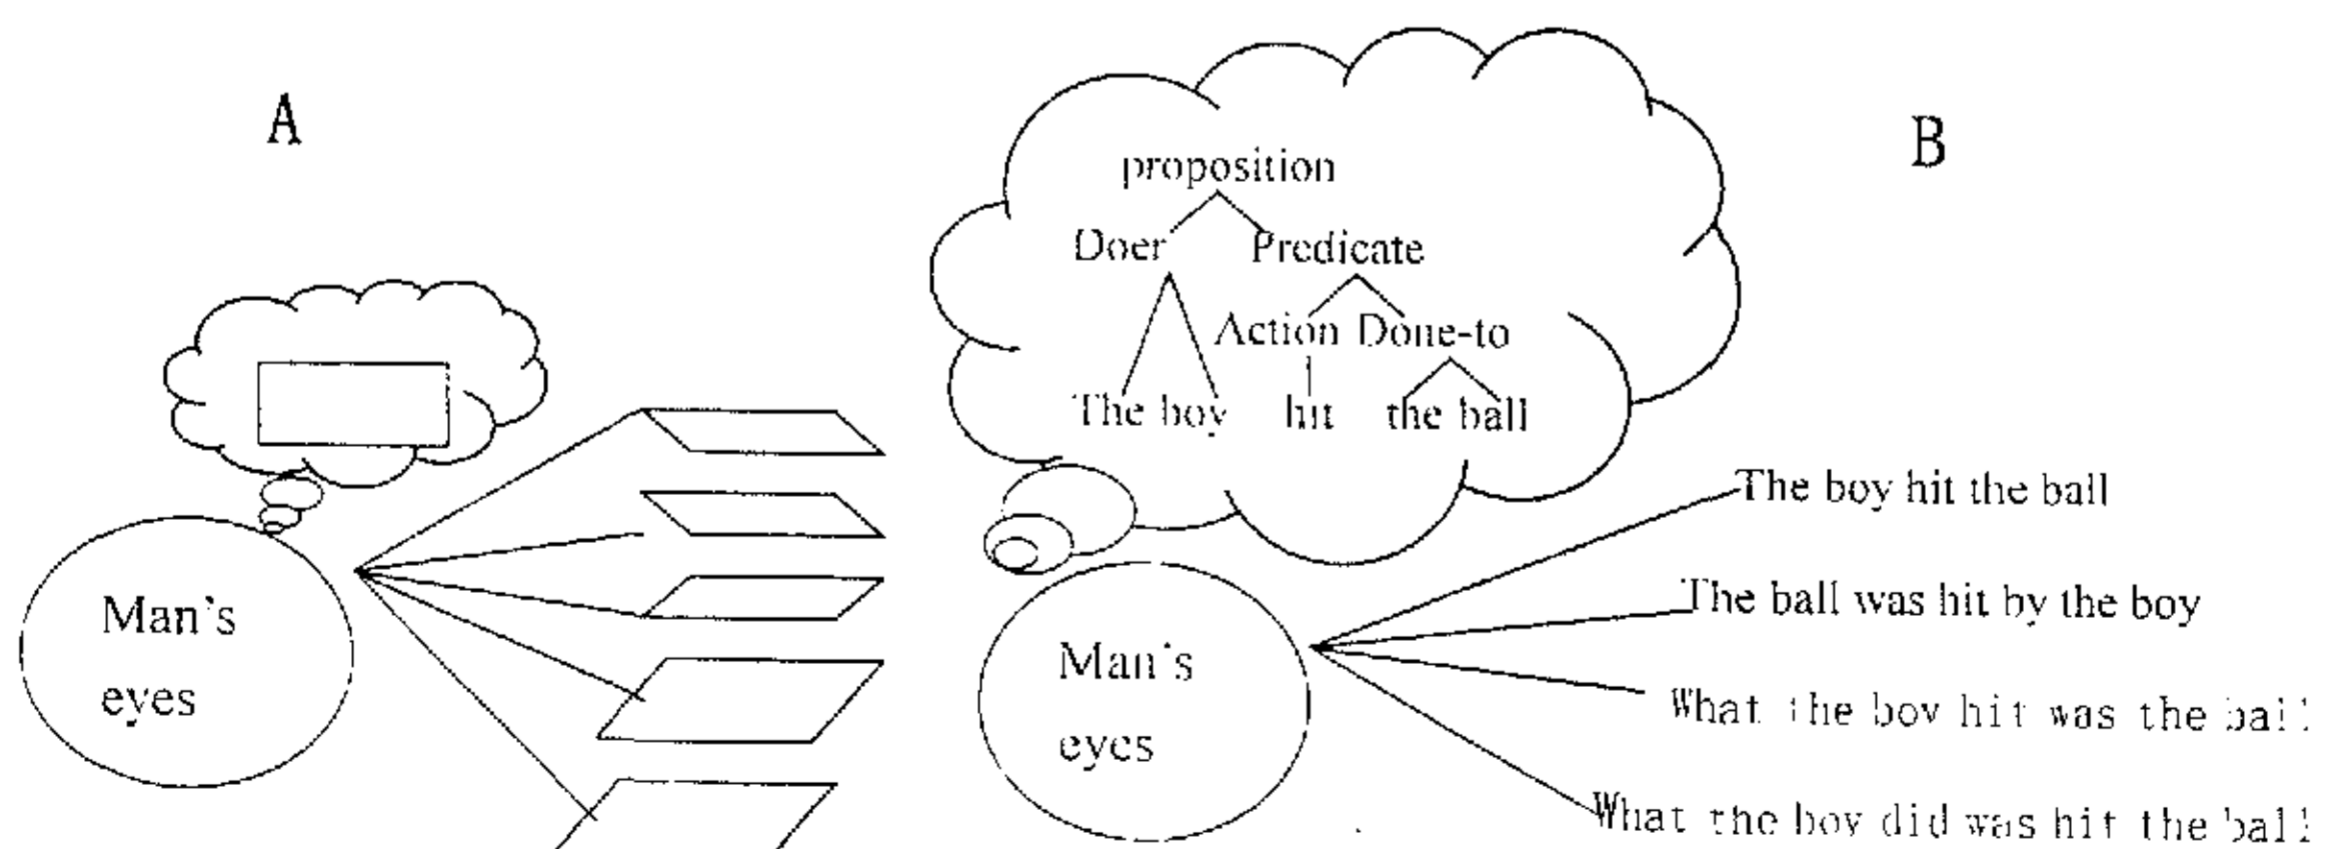 A
Man's
eyes
B
proposition
Doer Predicate
Action Done-to
The boy hit the ball
Man's
eyes
The boy hit the ball
The ball was hit by the boy
What the boy hit was the ball
What the boy did was hit the ball